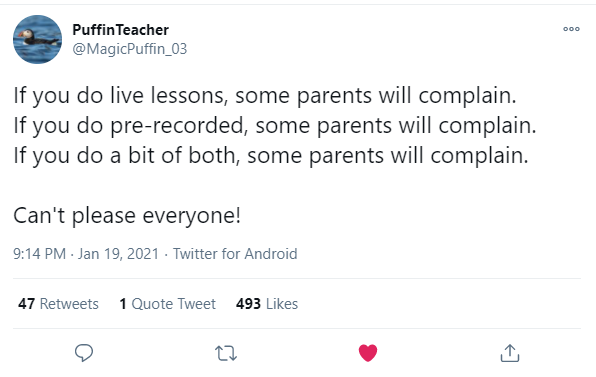 PuffinTeacher
@MagicPuffin_03
If you do live lessons, some parents will complain.
If you do pre-recorded, some parents will complain.
If you do a bit of both, some parents will complain.
Can't please everyone!
9:14 PM · Jan 19, 2021 · Twitter for Android
47 Retweets 1 Quote Tweet 493 Likes